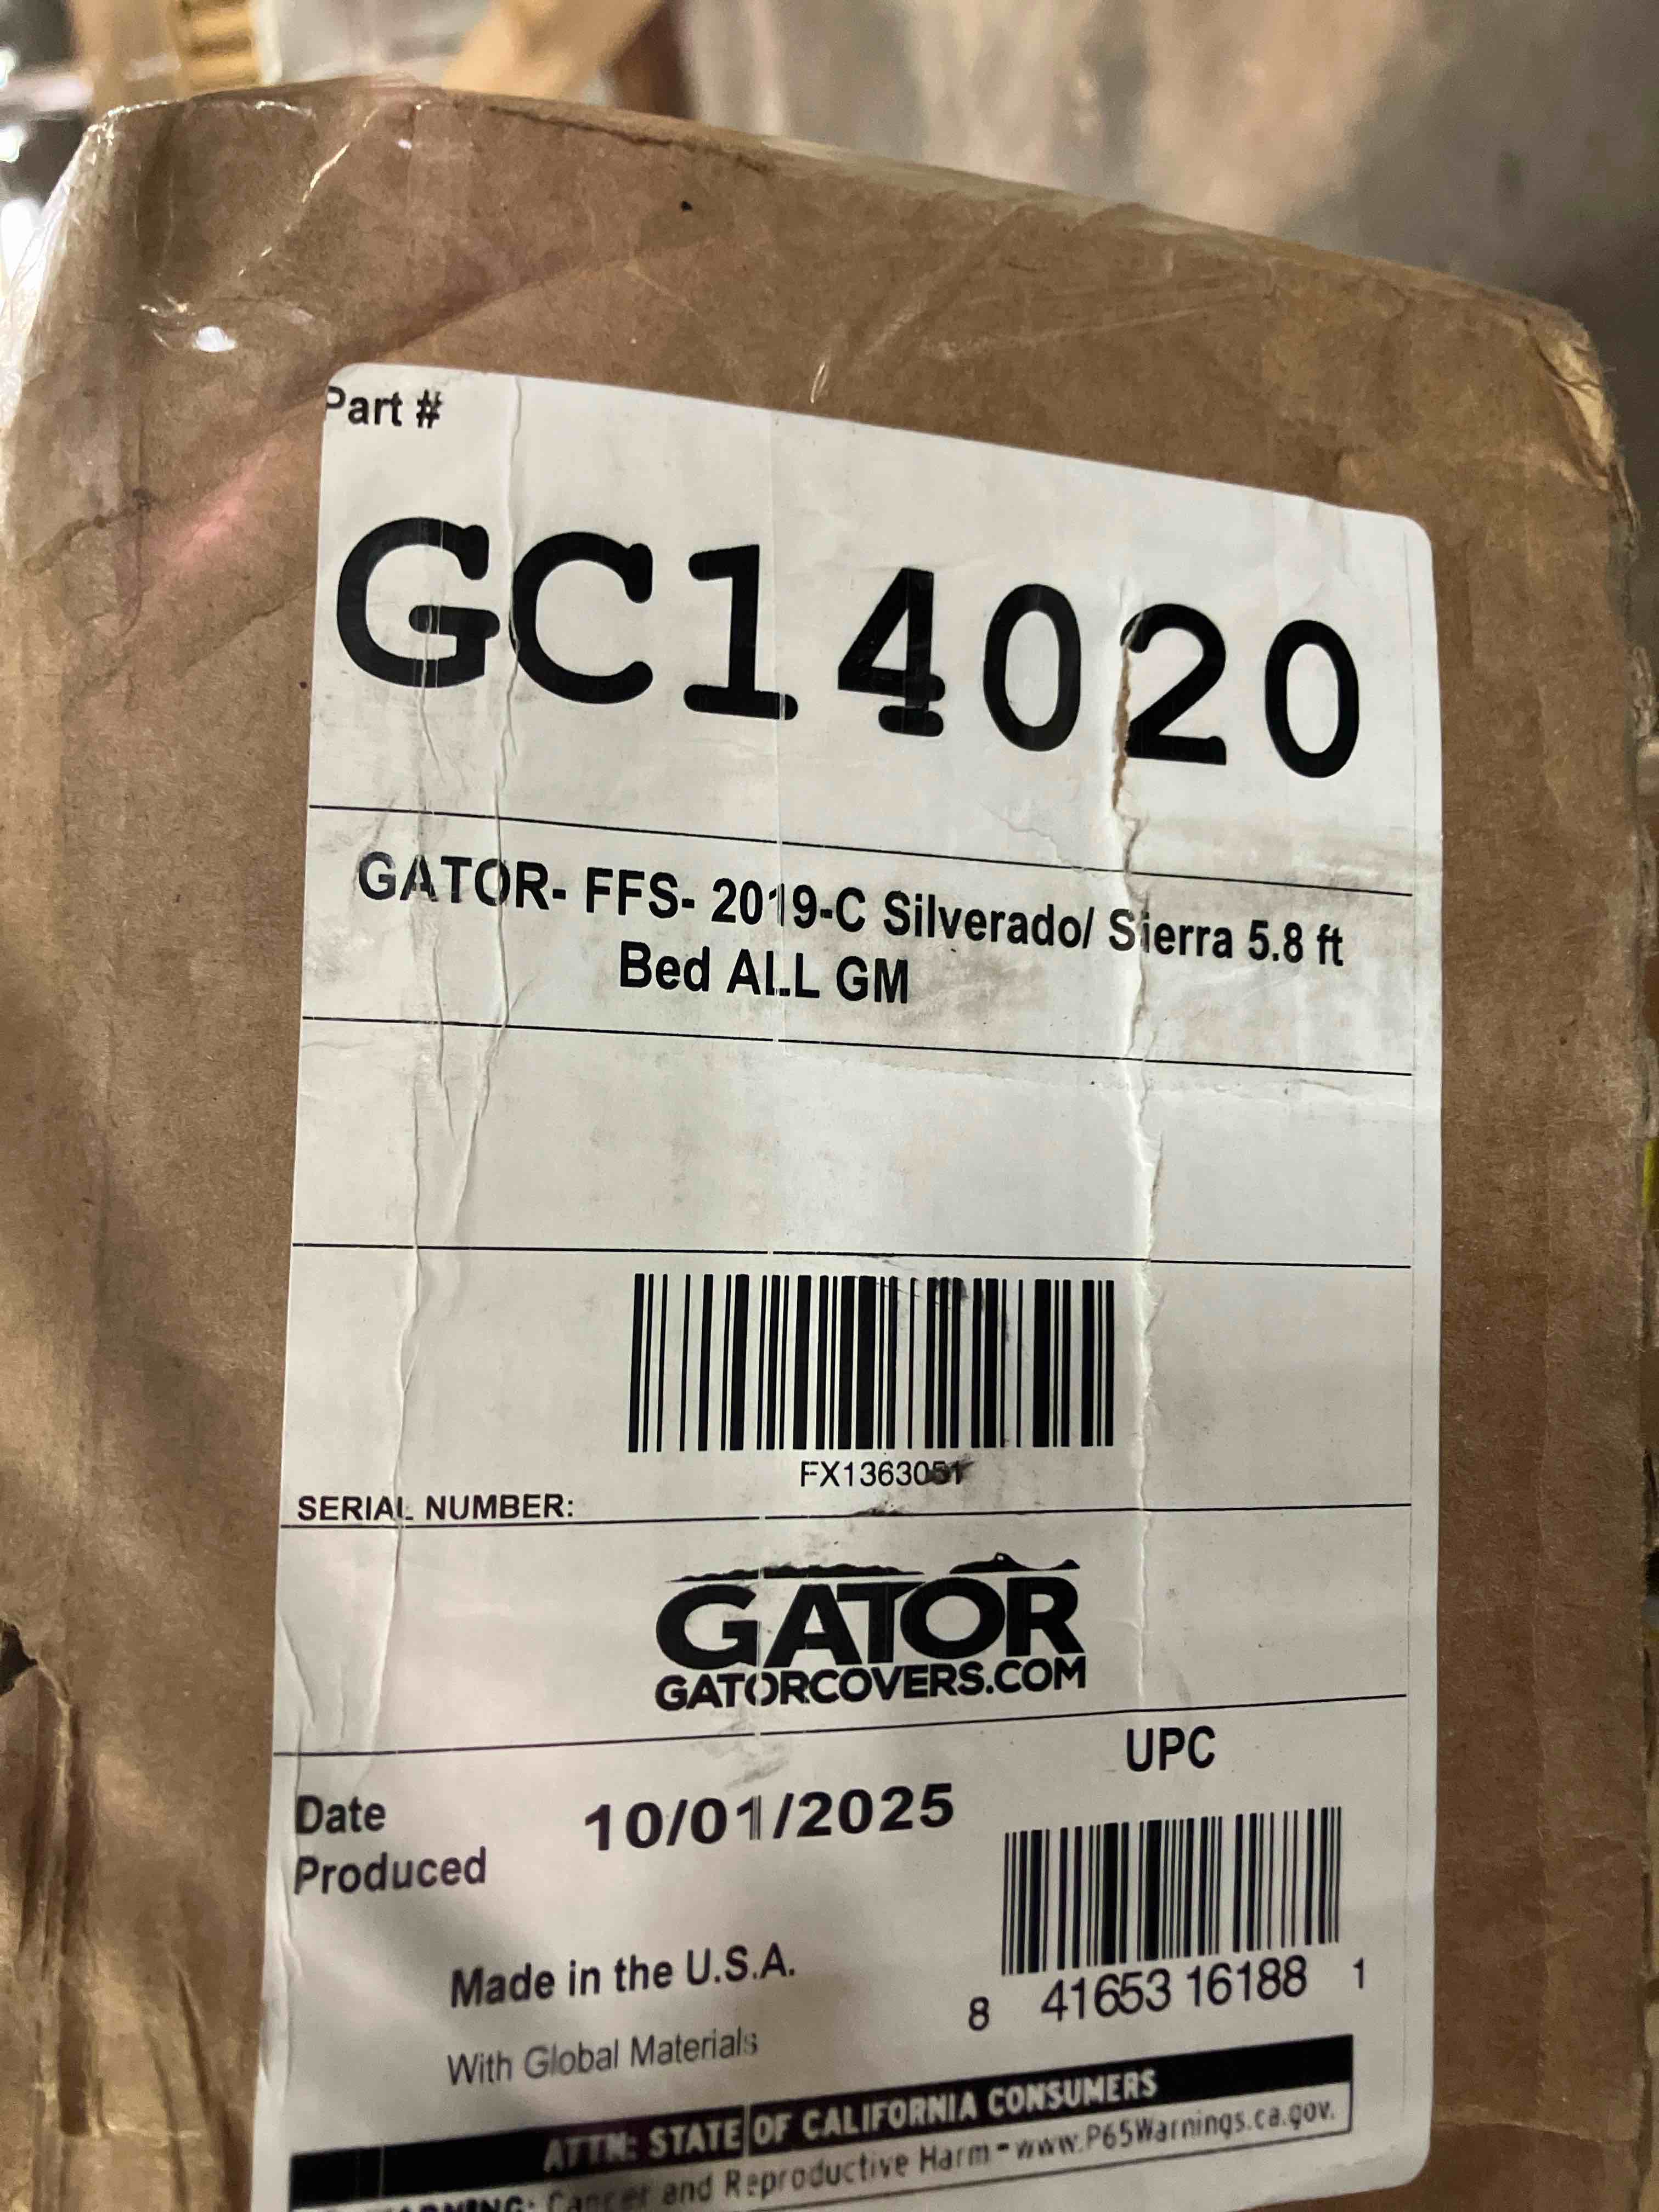 Part #
GC14020
GATOR- FFS- 2019-C Silverado/ Sierra 5.8 ft
Bed ALL GM
FX1363051
SERIAL NUMBER:
GATOR
GATORCOVERS.COM
UPC
Date
Produced
10/01/2025
8 41653 16188 1
Made in the U.S.A.
With Global Materials
ATTN: STATE OF CALIFORNIA CONSUMERS
WARNING: Cancer and Reproductive Harm - www.P65Warnings.ca.gov.